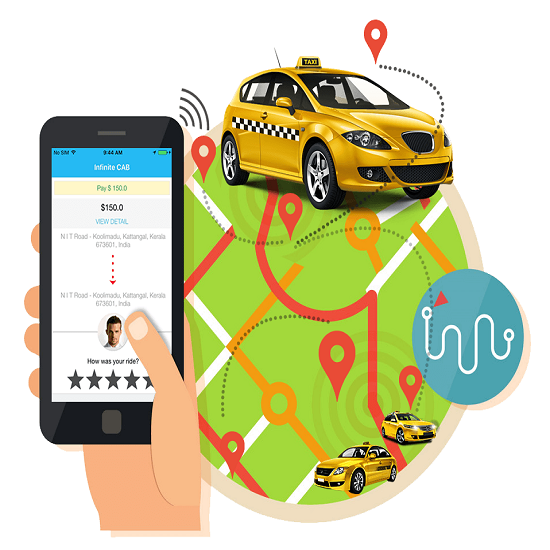 TAXI
No SIM 9:44 AM
Infinite CAB
Pay $ 150.0
$150.0
VIEW DETAIL
N I T Road - Koolimadu, Kattangal, Kerala
673601, India
N I T Road - Koolimadu, Kattangal, Kerala
673601, India
How was your ride?